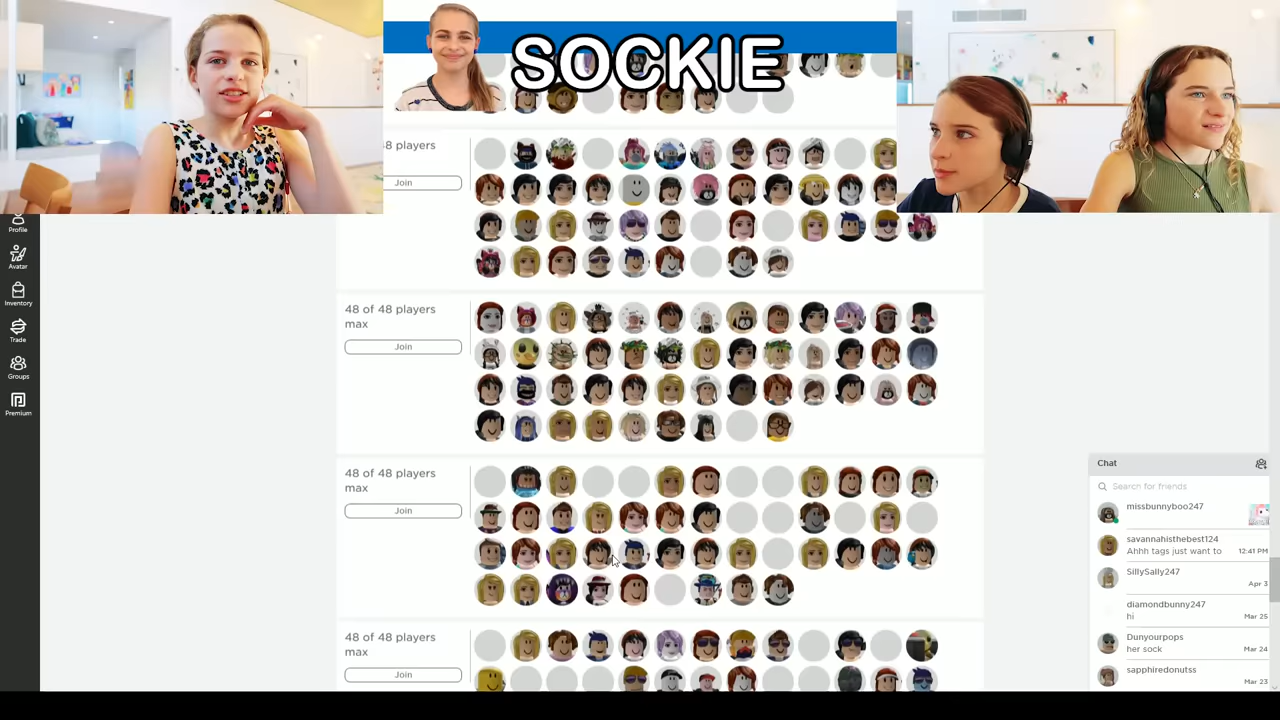 SOCKIE
48 players
Join
Profile
Avatar
Inventory
Trade
Groups
Premium
48 of 48 players
max
Join
48 of 48 players
max
Join
48 of 48 players
max
Join
Chat
Search for friends
missbunnyboo247
savannahisthebest124
Ahhh tags just want to 12:41 PM
SillySally247
Apr 3
diamondbunny247
hi Mar 25
Dunyourpops
her sock Mar 24
sapphiredonutss
Mar 23